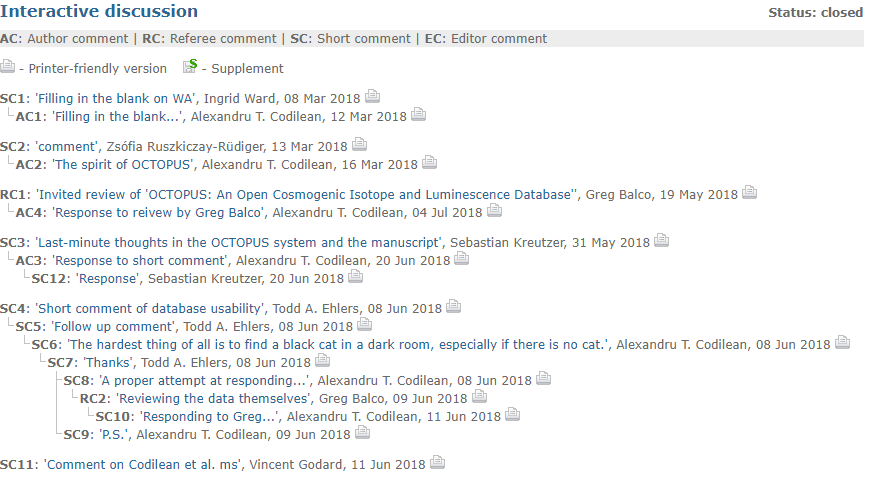 Interactive discussion
Status: closed
AC: Author comment | RC: Referee comment | SC: Short comment | EC: Editor comment
- Printer-friendly version S - Supplement
SC1: 'Filling in the blank on WA', Ingrid Ward, 08 Mar 2018
AC1: 'Filling in the blank...', Alexandru T. Codilean, 12 Mar 2018
SC2: 'comment', Zsófia Ruszkiczay-Rüdiger, 13 Mar 2018
AC2: 'The spirit of OCTOPUS', Alexandru T. Codilean, 16 Mar 2018
RC1: 'Invited review of 'OCTOPUS: An Open Cosmogenic Isotope and Luminescence Database'', Greg Balco, 19 May 2018
AC4: 'Response to reivew by Greg Balco', Alexandru T. Codilean, 04 Jul 2018
SC3: 'Last-minute thoughts in the OCTOPUS system and the manuscript', Sebastian Kreutzer, 31 May 2018
AC3: 'Response to short comment', Alexandru T. Codilean, 20 Jun 2018
SC12: 'Response', Sebastian Kreutzer, 20 Jun 2018
SC4: 'Short comment of database usability', Todd A. Ehlers, 08 Jun 2018
SC5: 'Follow up comment', Todd A. Ehlers, 08 Jun 2018
SC6: 'The hardest thing of all is to find a black cat in a dark room, especially if there is no cat.', Alexandru T. Codilean, 08 Jun 2018
SC7: 'Thanks', Todd A. Ehlers, 08 Jun 2018
SC8: 'A proper attempt at responding...', Alexandru T. Codilean, 08 Jun 2018
RC2: 'Reviewing the data themselves', Greg Balco, 09 Jun 2018
SC10: 'Responding to Greg...', Alexandru T. Codilean, 11 Jun 2018
SC9: 'P.S.', Alexandru T. Codilean, 09 Jun 2018
SC11: 'Comment on Codilean et al. ms', Vincent Godard, 11 Jun 2018